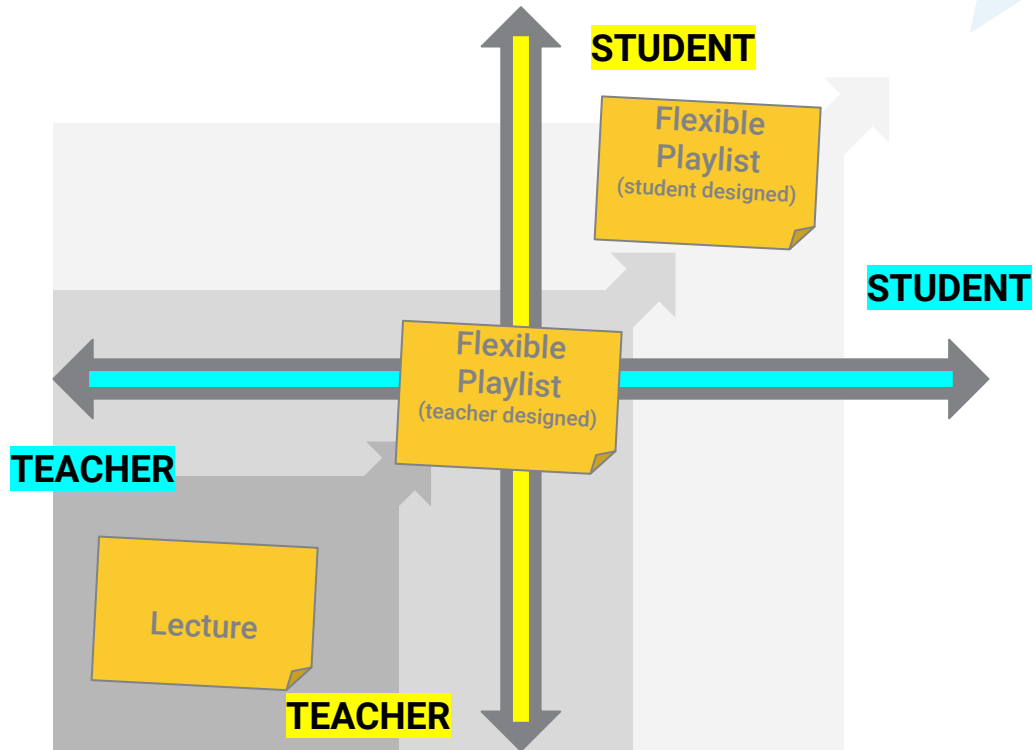 STUDENT
Flexible
Playlist
(student designed)
STUDENT
Flexible
Playlist
(teacher designed)
TEACHER
Lecture
TEACHER